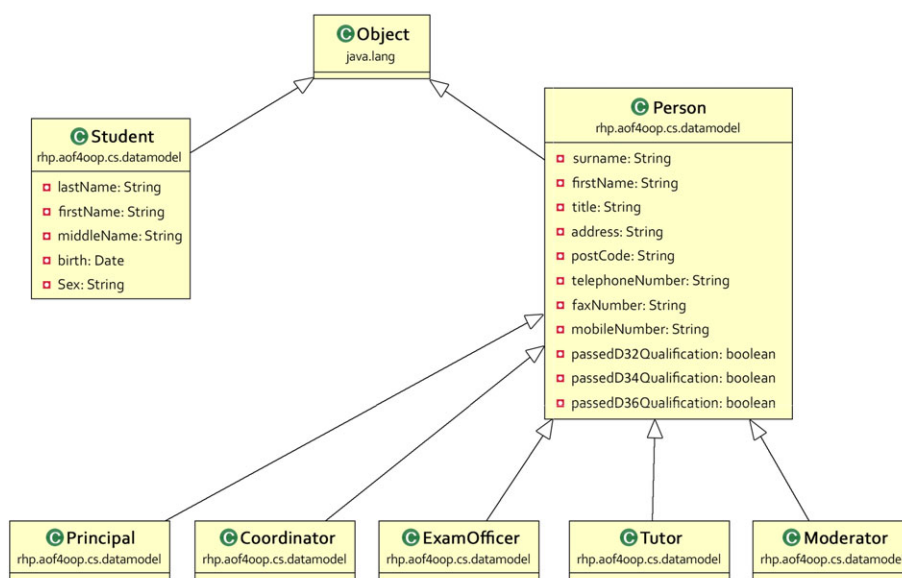 C Object
java.lang
C Student
rhp.aof4oop.cs.datamodel
lastName: String
firstName: String
middleName: String
birth: Date
Sex: String
C Person
rhp.aof4oop.cs.datamodel
surname: String
firstName: String
title: String
address: String
postCode: String
telephoneNumber: String
faxNumber: String
mobileNumber: String
passedD32Qualification: boolean
passedD34Qualification: boolean
passedD36Qualification: boolean
C Principal
rhp.aof4oop.cs.datamodel
C Coordinator
rhp.aof4oop.cs.datamodel
C ExamOfficer
rhp.aof4oop.cs.datamodel
C Tutor
rhp.aof4oop.cs.datamodel
C Moderator
rhp.aof4oop.cs.datamodel